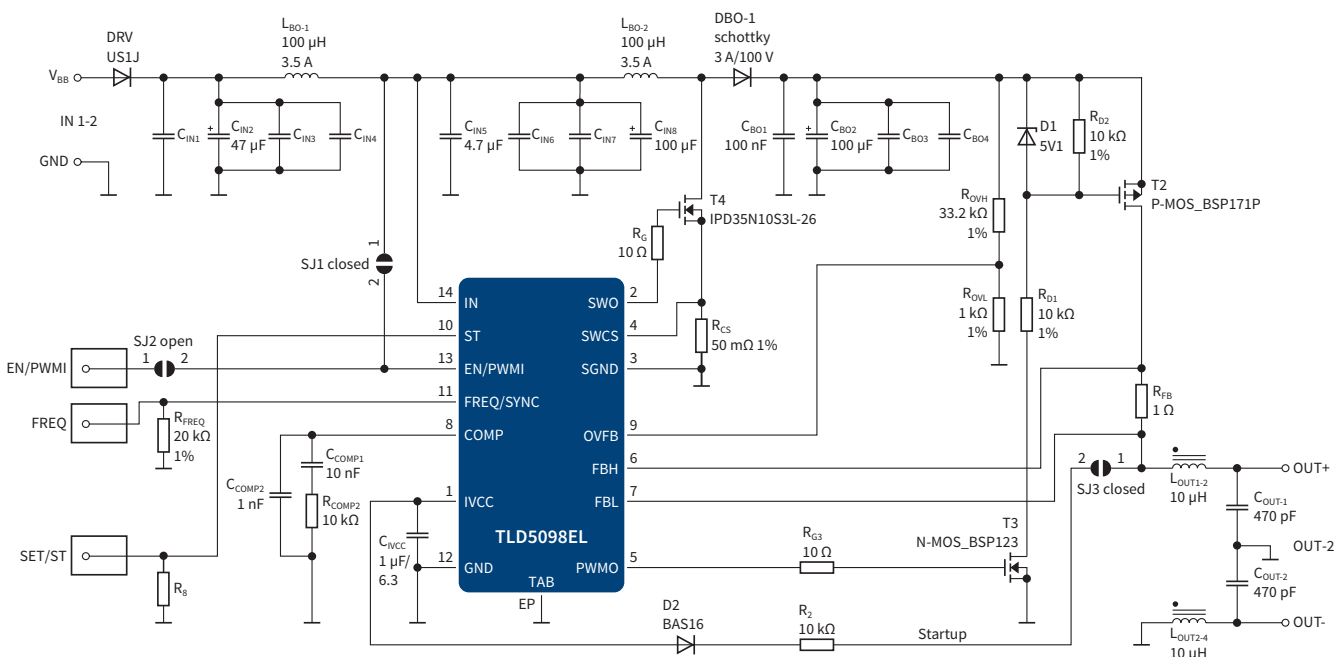 DRV
US1J
V_BB
IN 1-2
GND
L_BO-1
100 µH
3.5 A
C_IN1
C_IN2
47 µF
C_IN3
C_IN4
L_BO-2
100 µH
3.5 A
C_IN5
4.7 µF
C_IN6
C_IN7
C_IN8
100 µF
DBO-1
schottky
3 A/100 V
C_BO1
100 nF
C_BO2
100 µF
C_BO3
C_BO4
D1
5V1
R_D2
10 kΩ
1%
T2
P-MOS_BSP171P
T4
IPD35N10S3L-26
R_G
10 Ω
R_OVH
33.2 kΩ
1%
R_OVL
1 kΩ
1%
R_D1
10 kΩ
1%
SJ1 closed
1
2
SJ2 open
1 2
EN/PWMI
FREQ
R_FREQ
20 kΩ
1%
SET/ST
R_8
C_COMP1
10 nF
C_COMP2
1 nF
R_COMP2
10 kΩ
C_IVCC
1 µF/
6.3
14 IN
10 ST
13 EN/PWMI
11 FREQ/SYNC
8 COMP
1 IVCC
12 GND
SWO 2
SWCS 4
SGND 3
OVFB 9
FBH 6
FBL 7
PWMO 5
TLD5098EL
TAB
EP
R_CS
50 mΩ 1%
R_FB
1 Ω
2 1
SJ3 closed
T3
N-MOS_BSP123
R_G3
10 Ω
D2
BAS16
R_2
10 kΩ
Startup
L_OUT1-2
10 µH
OUT+
C_OUT-1
470 pF
OUT-2
C_OUT-2
470 pF
L_OUT2-4
10 µH
OUT-
+
+
+
+